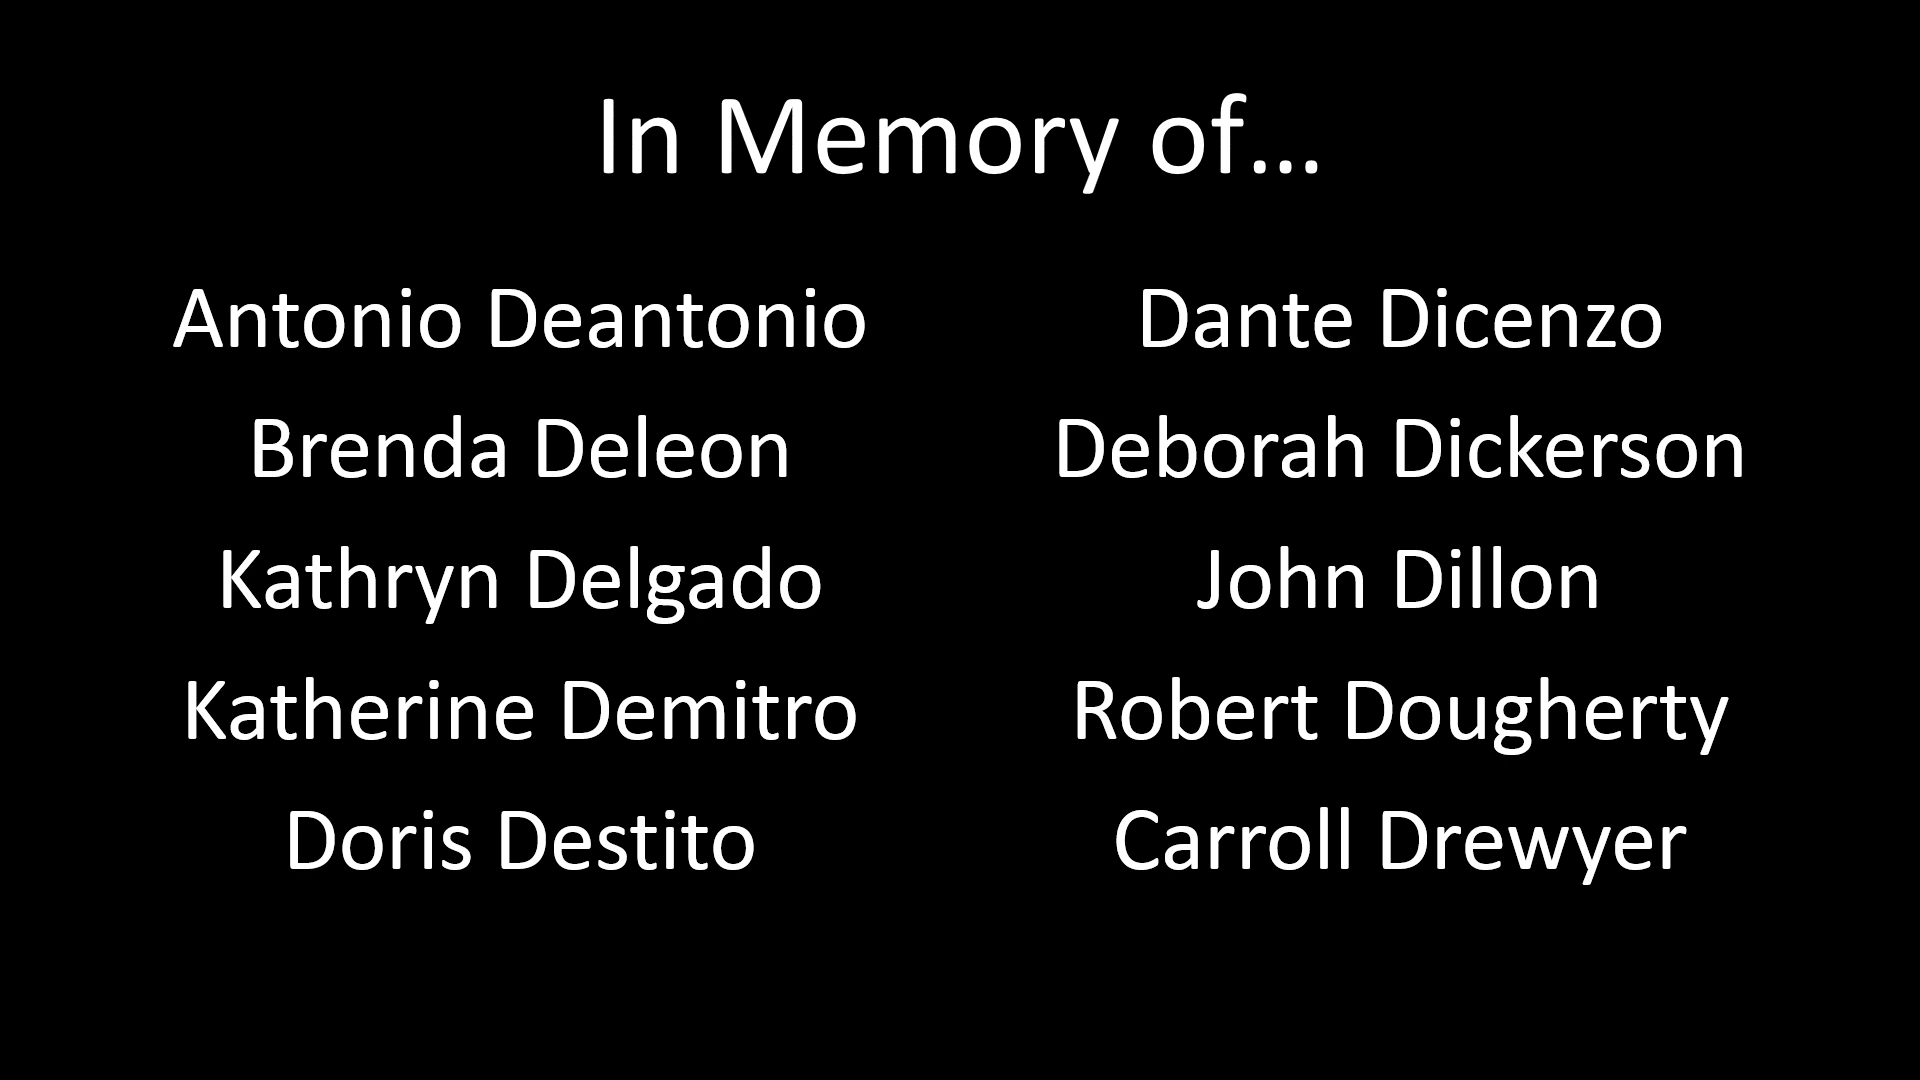 In Memory of…
Antonio Deantonio
Brenda Deleon
Kathryn Delgado
Katherine Demitro
Doris Destito
Dante Dicenzo
Deborah Dickerson
John Dillon
Robert Dougherty
Carroll Drewyer